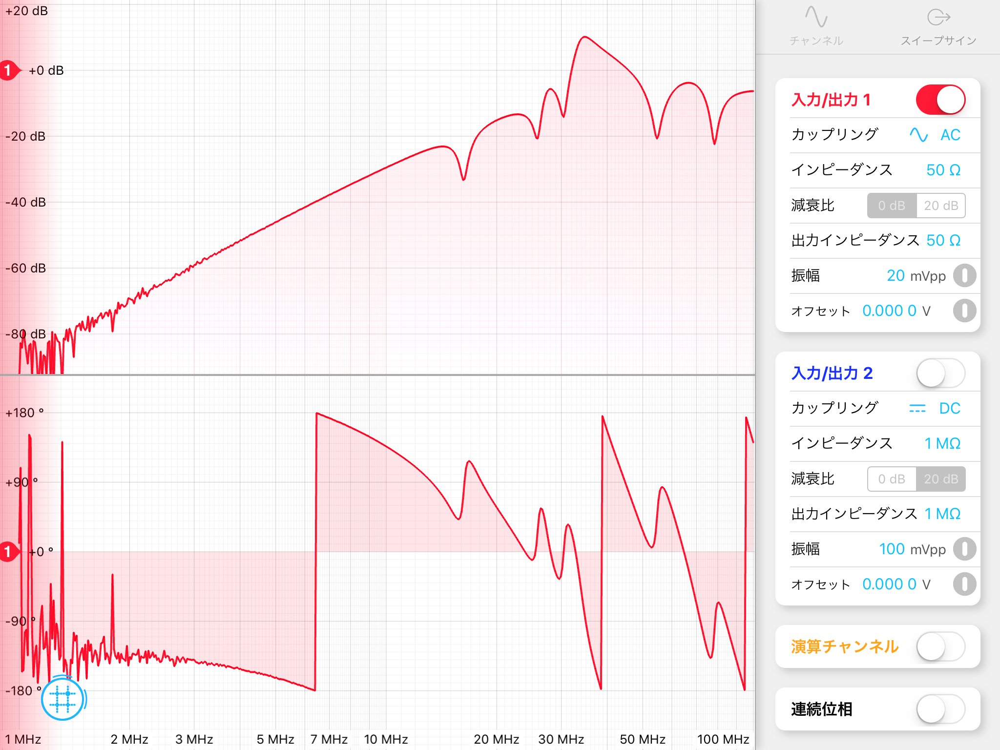 +20 dB
1
+0 dB
-20 dB
-40 dB
-60 dB
-80 dB
+180 °
+90 °
1
+0 °
-90 °
-180 °
1 MHz
2 MHz
3 MHz
5 MHz
7 MHz
10 MHz
20 MHz
30 MHz
50 MHz
100 MHz
チャンネル
スイープサイン
入力/出力 1
カップリング AC
インピーダンス 50 Ω
減衰比 0 dB 20 dB
出力インピーダンス 50 Ω
振幅 20 mVpp
オフセット 0.000 0 V
入力/出力 2
カップリング DC
インピーダンス 1 MΩ
減衰比 0 dB 20 dB
出力インピーダンス 1 MΩ
振幅 100 mVpp
オフセット 0.000 0 V
演算チャンネル
連続位相